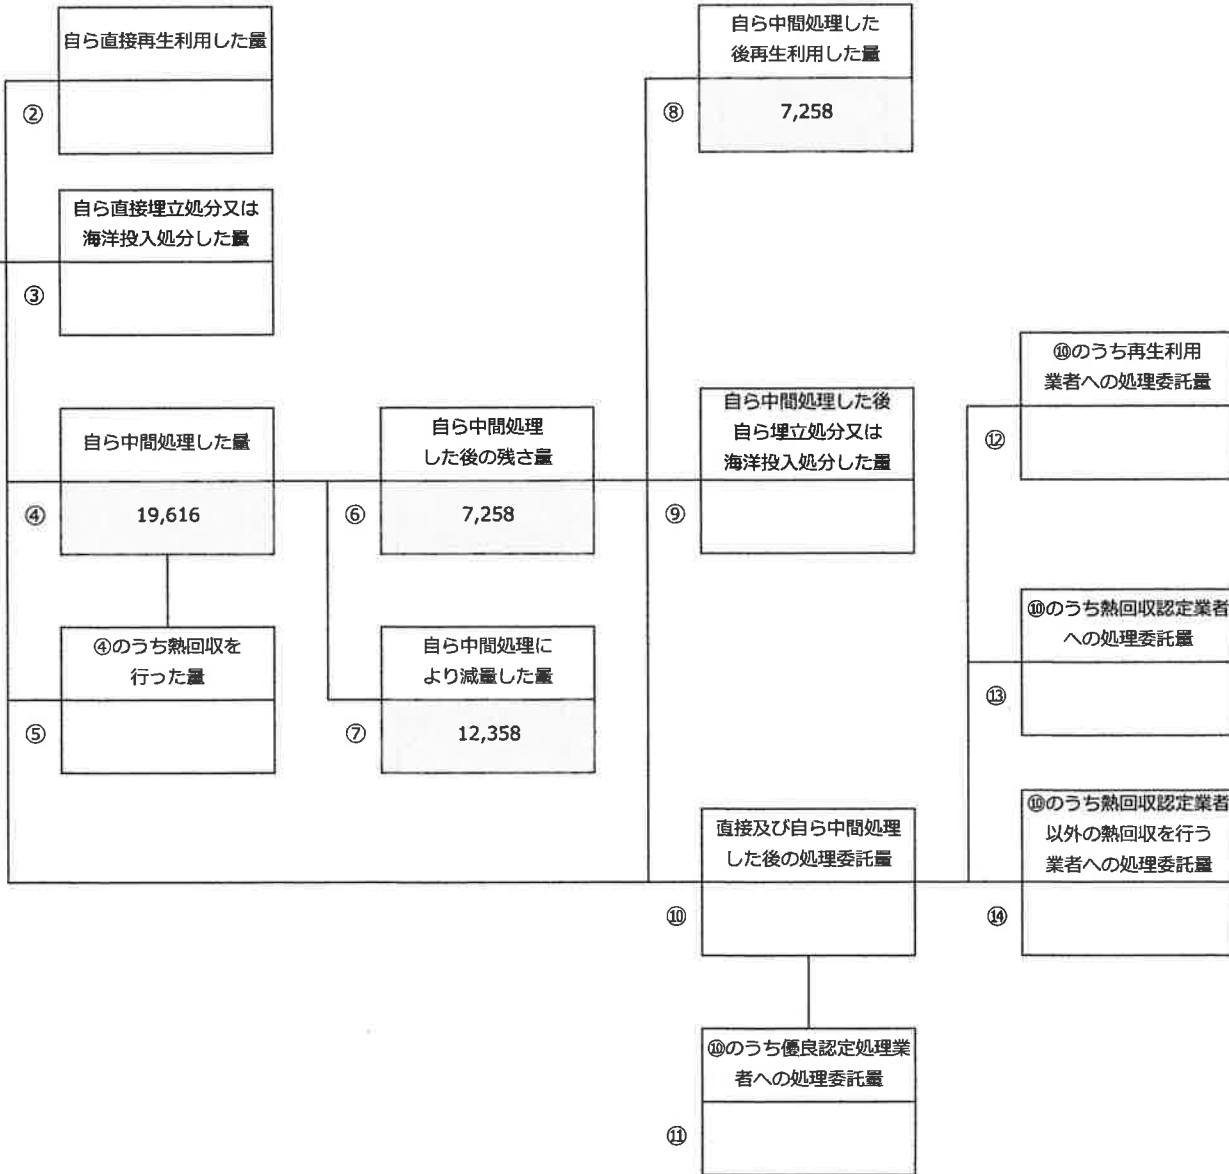 自ら直接再生利用した量
②
自ら直接埋立処分又は
海洋投入処分した量
③
自ら中間処理した量
④
19,616
④のうち熱回収を
行った量
⑤
自ら中間処理
した後の残さ量
⑥
7,258
自ら中間処理に
より減量した量
⑦
12,358
自ら中間処理した
後再生利用した量
⑧
7,258
自ら中間処理した後
自ら埋立処分又は
海洋投入処分した量
⑨
直接及び自ら中間処理
した後の処理委託量
⑩
⑩のうち優良認定処理業
者への処理委託量
⑪
⑩のうち再生利用
業者への処理委託量
⑫
⑩のうち熱回収認定業者
への処理委託量
⑬
⑩のうち熱回収認定業者
以外の熱回収を行う
業者への処理委託量
⑭